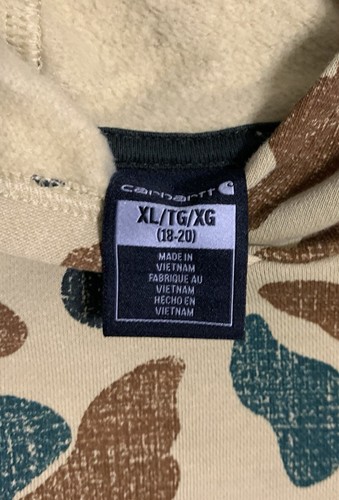 carhartt
XL/TG/XG
(18-20)
MADE IN
VIETNAM
FABRIQUE AU
VIETNAM
HECHO EN
VIETNAM